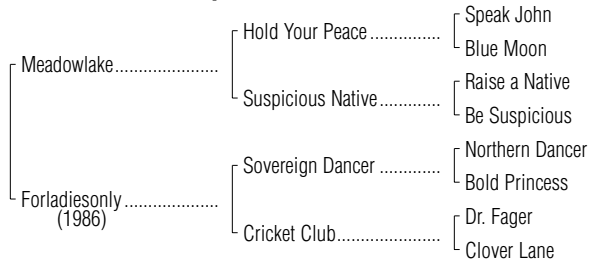 Speak John
Hold Your Peace................
Blue Moon
Meadowlake......................
Raise a Native
Suspicious Native..............
Be Suspicious
Northern Dancer
Sovereign Dancer ..............
Bold Princess
Forladiesonly ....................
(1986)
Dr. Fager
Cricket Club.......................
Clover Lane